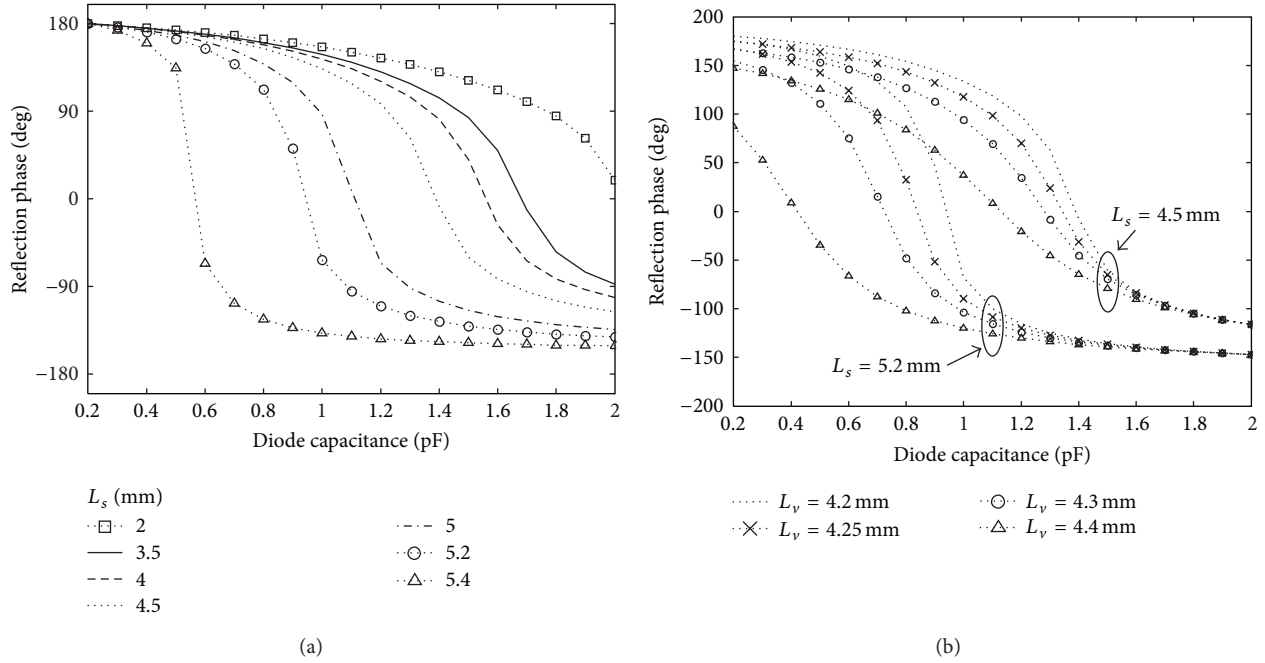 180
90
0
−90
−180
Reflection phase (deg)
0.2 0.4 0.6 0.8 1 1.2 1.4 1.6 1.8 2
Diode capacitance (pF)
L_s (mm)
2
3.5
4
4.5
5
5.2
5.4
(a)
200
150
100
50
0
−50
−100
−150
−200
Reflection phase (deg)
L_s = 4.5 mm
L_s = 5.2 mm
0.2 0.4 0.6 0.8 1 1.2 1.4 1.6 1.8 2
Diode capacitance (pF)
L_v = 4.2 mm
L_v = 4.25 mm
L_v = 4.3 mm
L_v = 4.4 mm
(b)